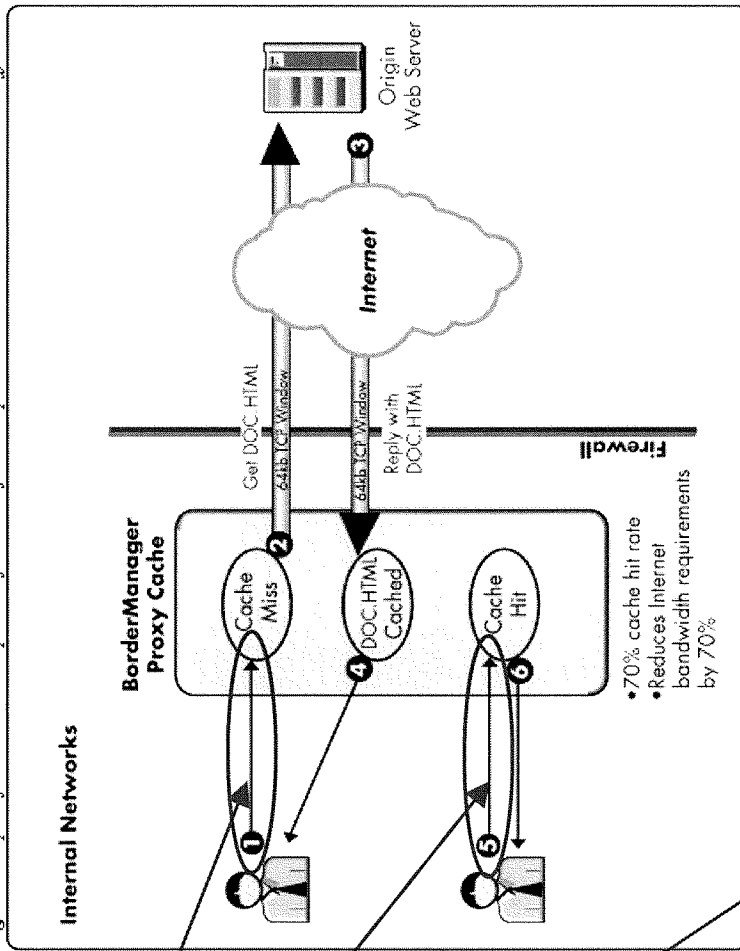 Internal Networks
BorderManager
Proxy Cache
1
Cache
Miss
2
Get DOC.HTML
64kb TCP Window
Internet
Origin
Web Server
3
64kb TCP Window
Reply with
DOC.HTML
DOC.HTML
Cached
4
5
Cache
Hit
6
Firewall
•70% cache hit rate
•Reduces Internet
bandwidth requirements
by 70%